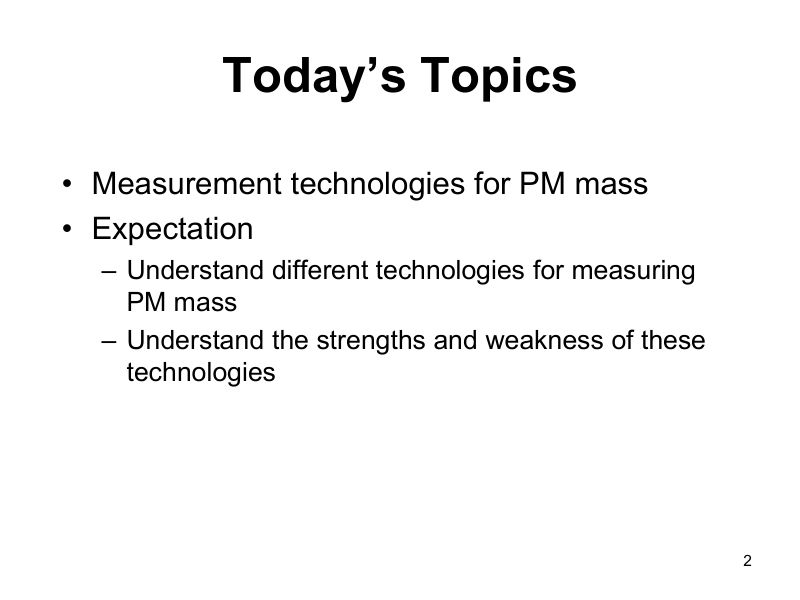 Today’s Topics
• Measurement technologies for PM mass
• Expectation
– Understand different technologies for measuring
PM mass
– Understand the strengths and weakness of these
technologies
2